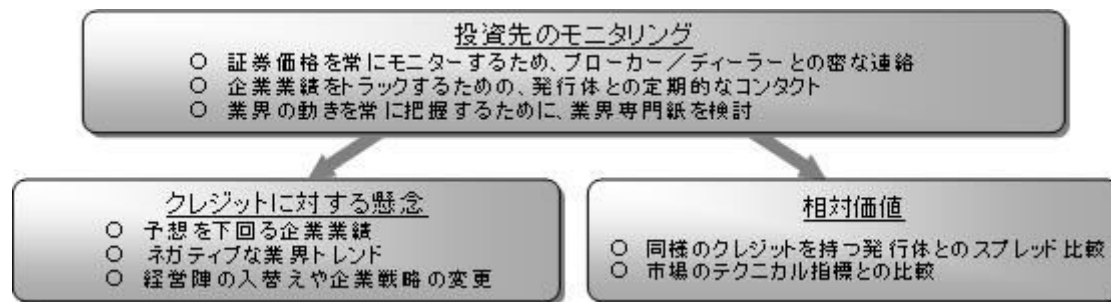 投資先のモニタリング
○ 証券価格を常にモニターするため、ブローカー／ディーラーとの密な連絡
○ 企業業績をトラックするための、発行体との定期的なコンタクト
○ 業界の動きを常に把握するために、業界専門紙を検討
クレジットに対する懸念
○ 予想を下回る企業業績
○ ネガティブな業界トレンド
○ 経営陣の入替えや企業戦略の変更
相対価値
○ 同様のクレジットを持つ発行体とのスプレッド比較
○ 市場のテクニカル指標との比較